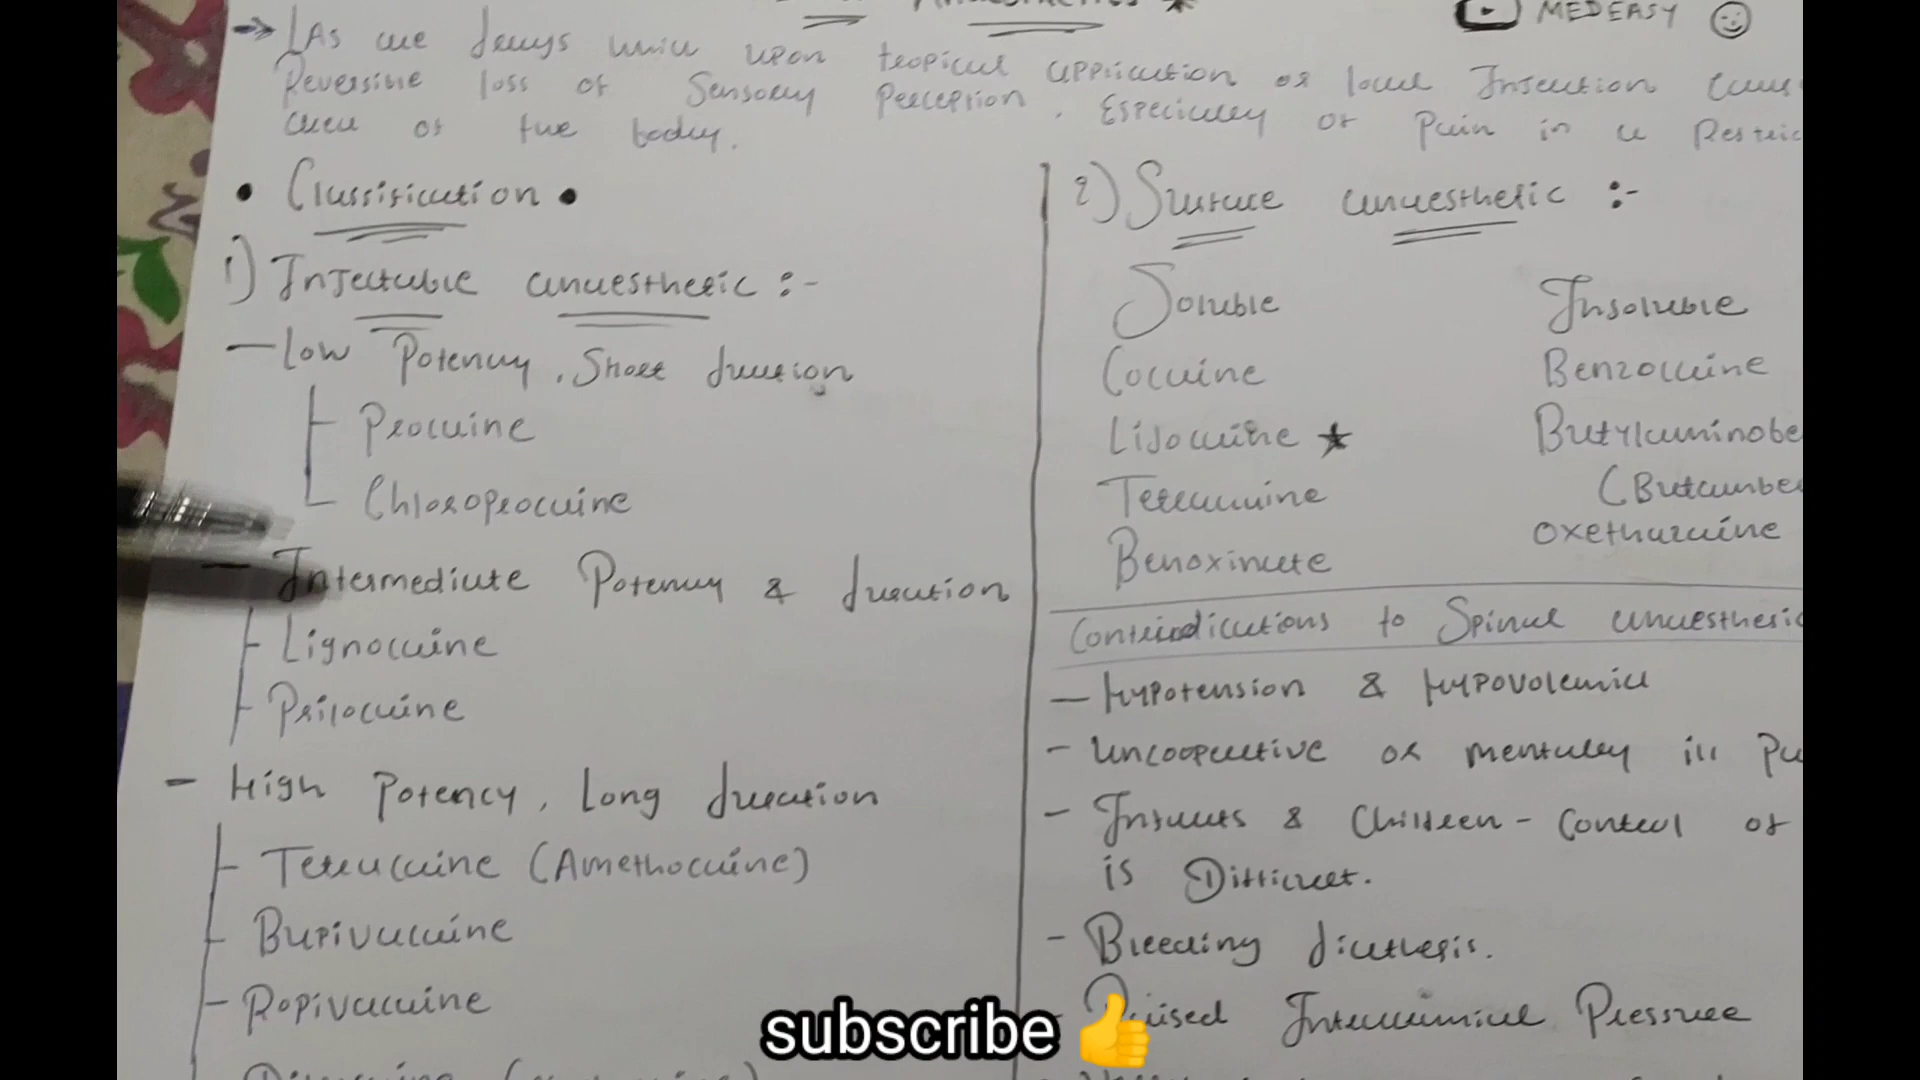 MEDEASY
→ LAs are drugs which upon tropical application or local Injection caus
Reversible loss of Sensory Perception, Especially of Pain in a Restric
area of the body.
• Classification •
1) Injectable anaesthetic :-
— Low Potency, Short duration
Procaine
Chloroprocaine
— Intermediate Potency & duration
Lignocaine
Prilocaine
— High Potency, Long duration
Tetracaine (Amethocaine)
Bupivacaine
Ropivacaine
2) Surface anaesthetic :-
Soluble
Cocaine
Lidocaine ★
Tetracaine
Benoxinate
Insoluble
Benzocaine
Butylaminobe
(Butambe
Oxethazaine
Contraindications to Spinal anaesthesi
— Hypotension & Hypovolemia
- Uncooperative or mentally ill Pa
- Infants & Children - Control of
is Difficult.
- Bleeding diathesis.
- Raised Intracranial Pressure
subscribe 👍